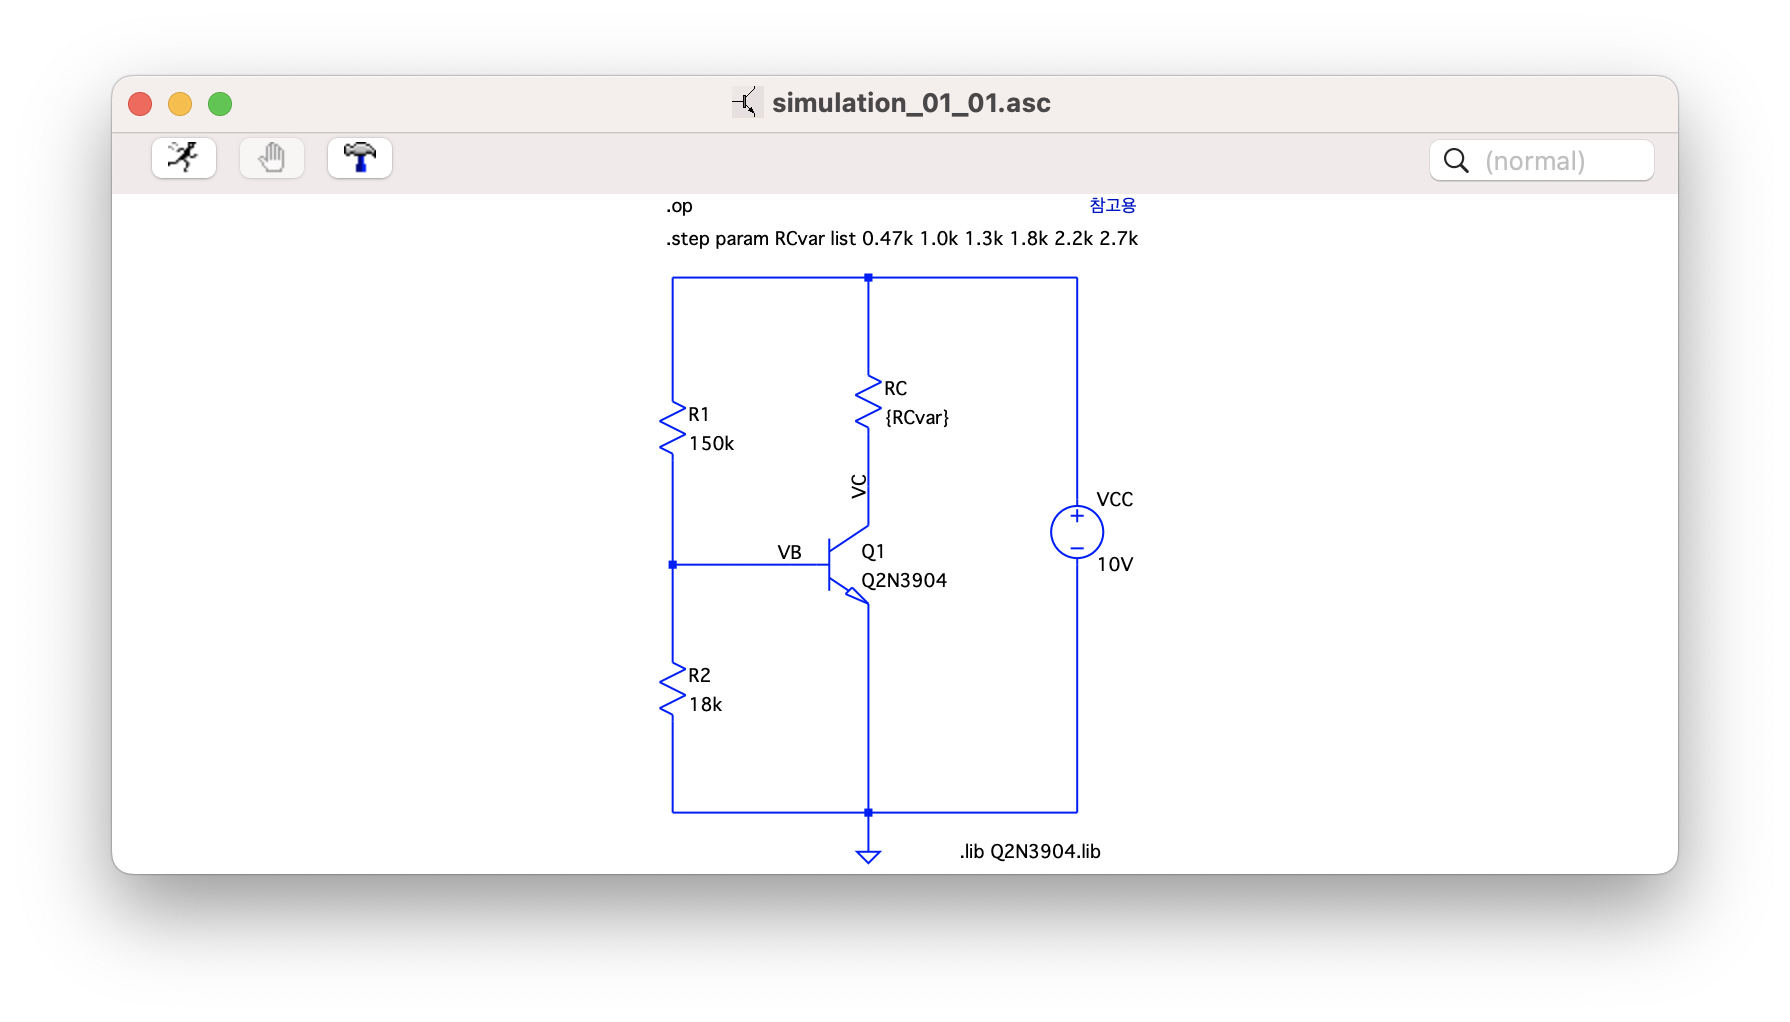 simulation_01_01.asc
(normal)
.op
참고용
.step param RCvar list 0.47k 1.0k 1.3k 1.8k 2.2k 2.7k
RC
{RCvar}
R1
150k
VC
VCC
+
−
10V
VB
Q1
Q2N3904
R2
18k
.lib Q2N3904.lib